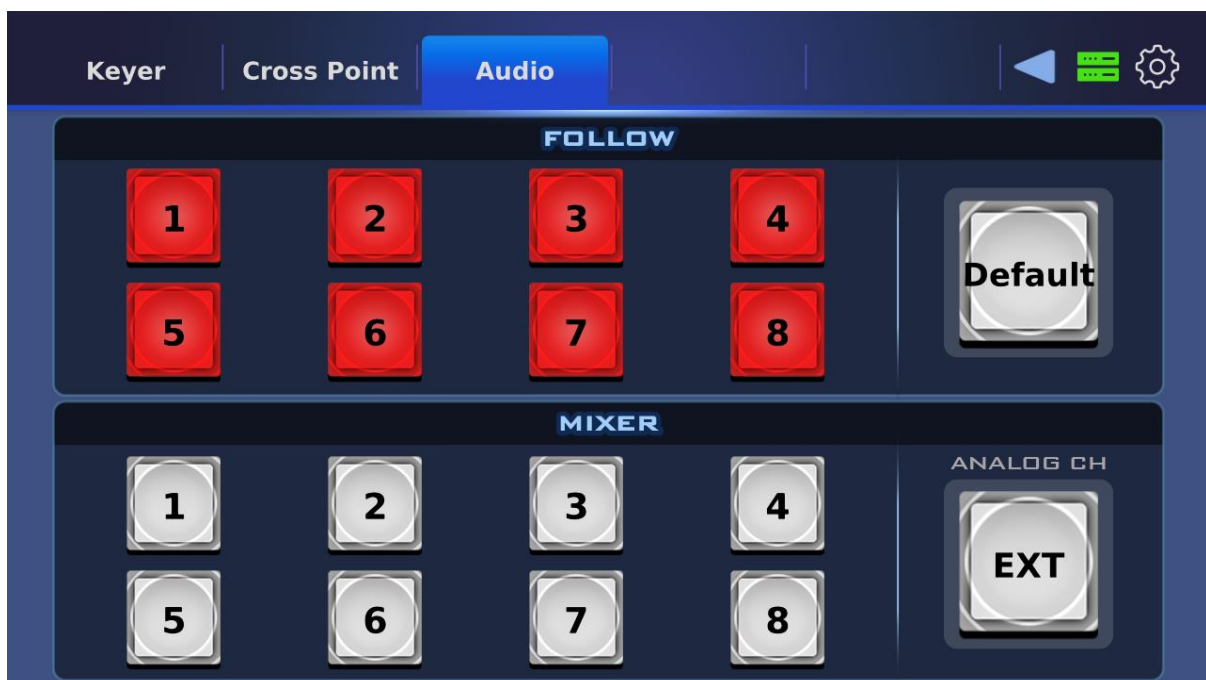 Keyer Cross Point Audio
FOLLOW
1 2 3 4
Default
5 6 7 8
MIXER
ANALOG CH
1 2 3 4
EXT
5 6 7 8